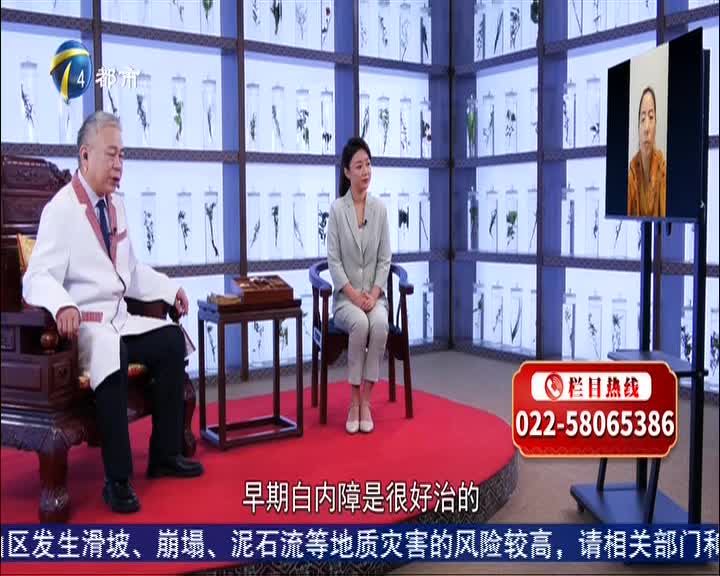 4 都市
栏目热线
022-58065386
早期白内障是很好治的
区发生滑坡、崩塌、泥石流等地质灾害的风险较高，请相关部门和